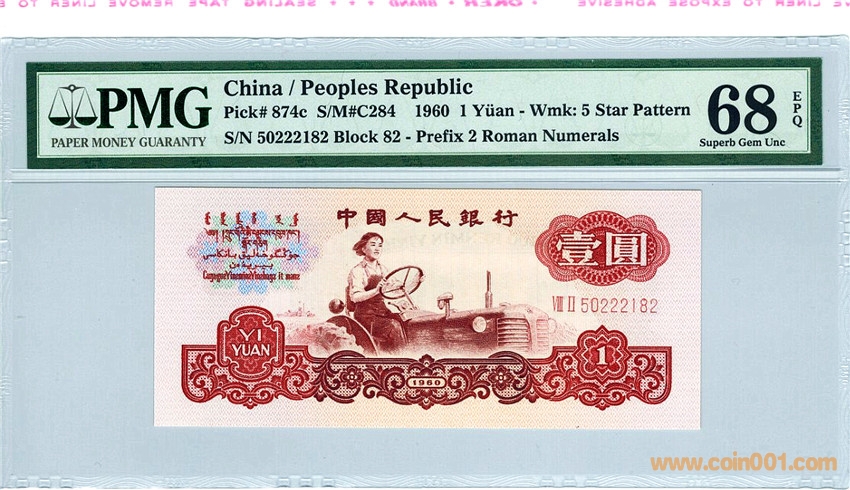 PMG
PAPER MONEY GUARANTY
China / Peoples Republic
Pick# 874c S/M#C284 1960 1 Yüan - Wmk: 5 Star Pattern
S/N 50222182 Block 82 - Prefix 2 Roman Numerals
68
EPQ
Superb Gem Unc
中國人民銀行
壹圓
VIII II 50222182
YI
YUAN
1960
1
www.coin001.com